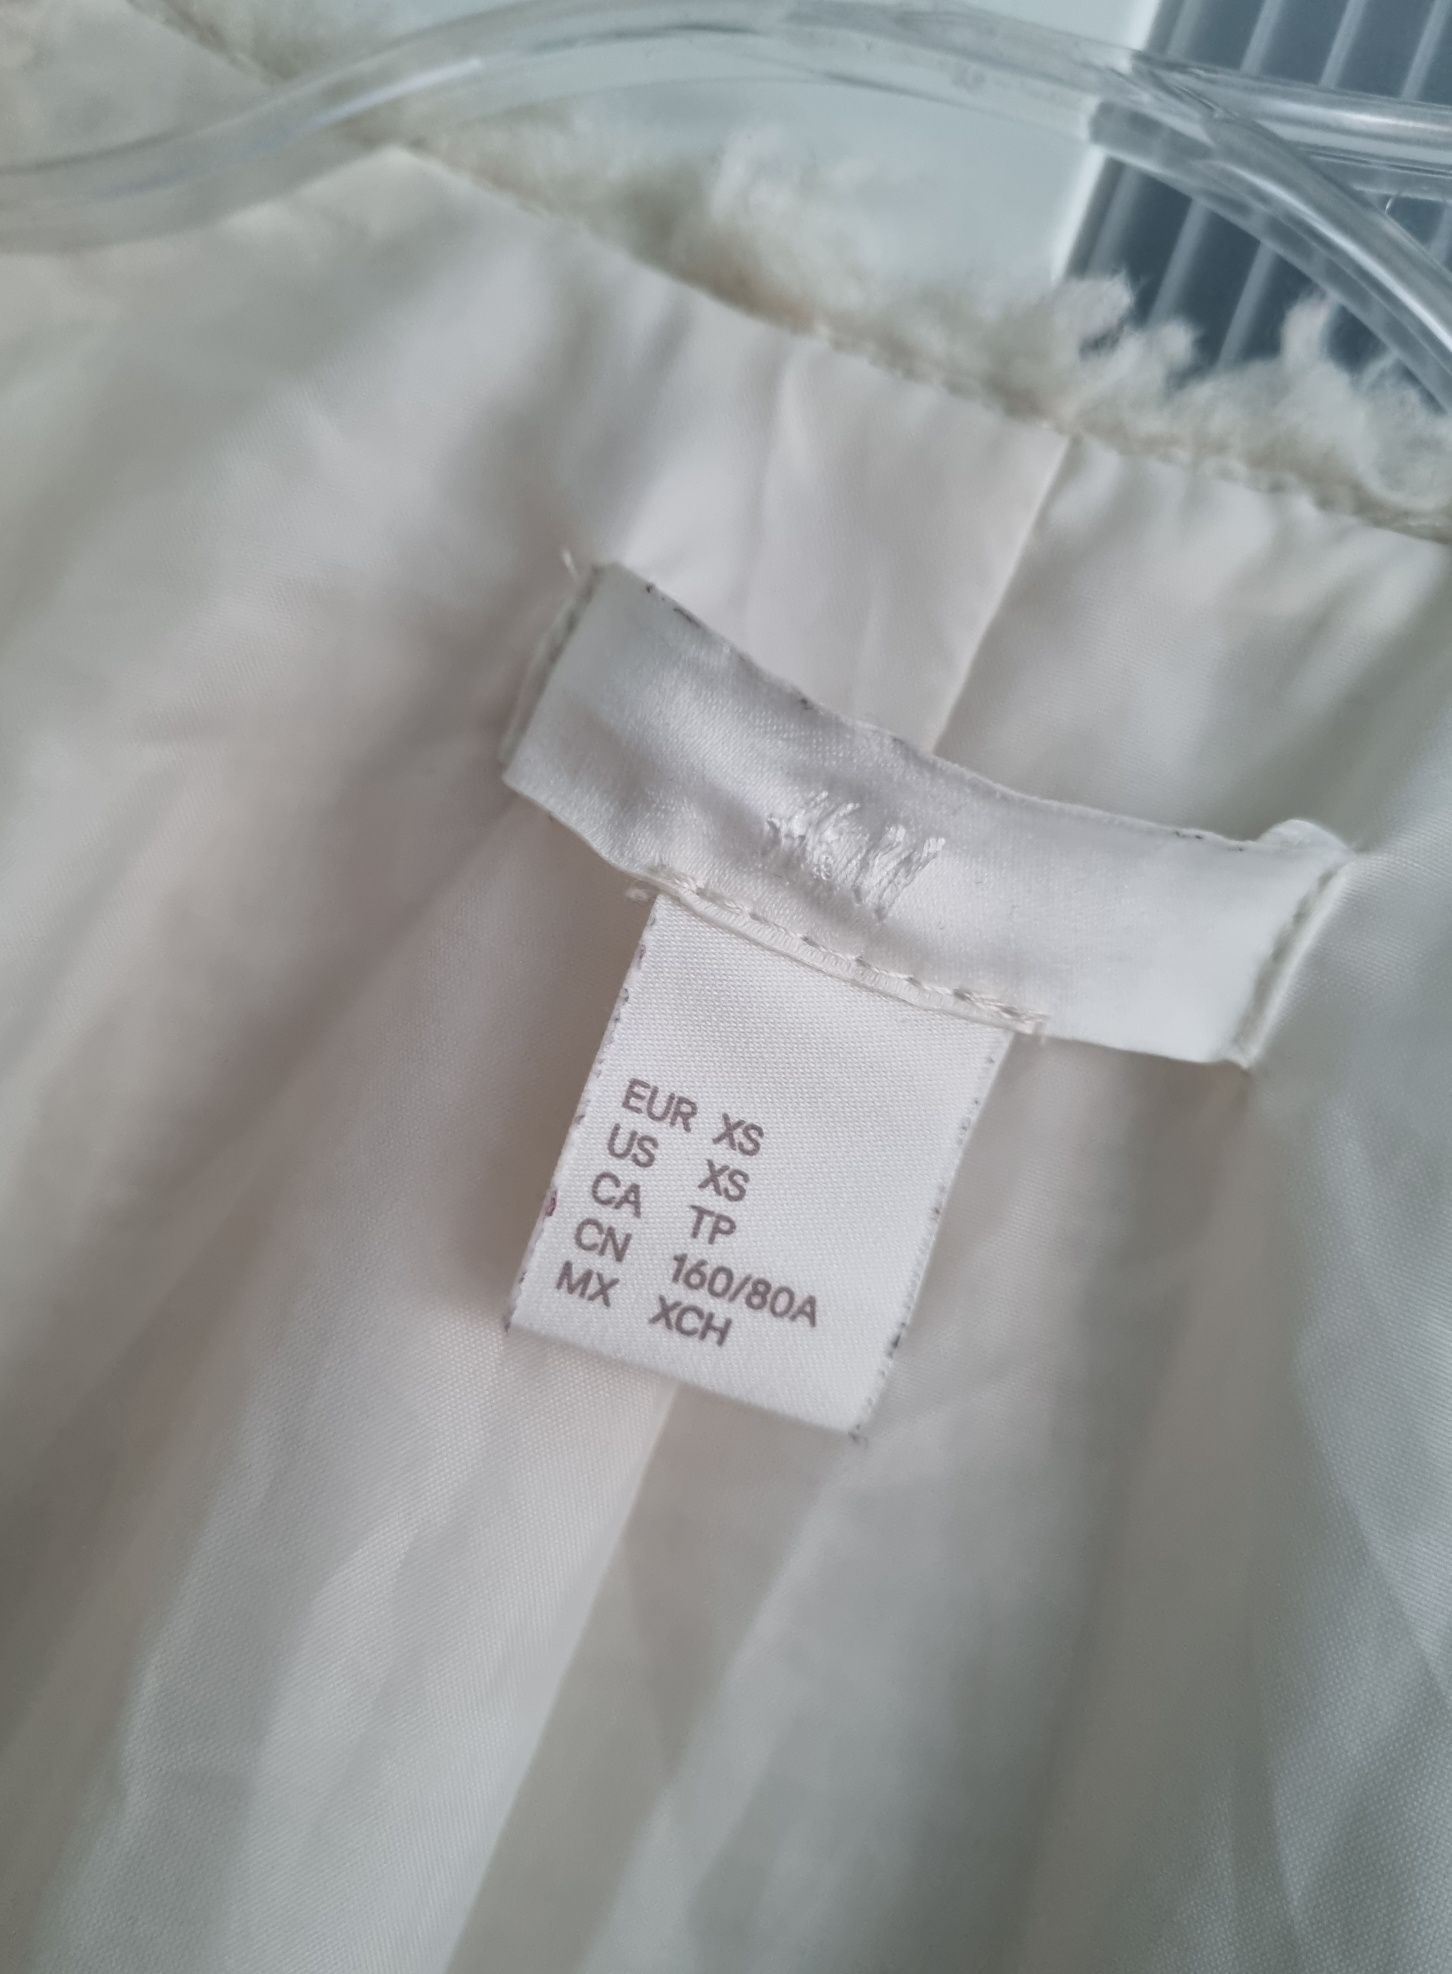 EUR XS
US XS
CA TP
CN 160/80A
MX XCH